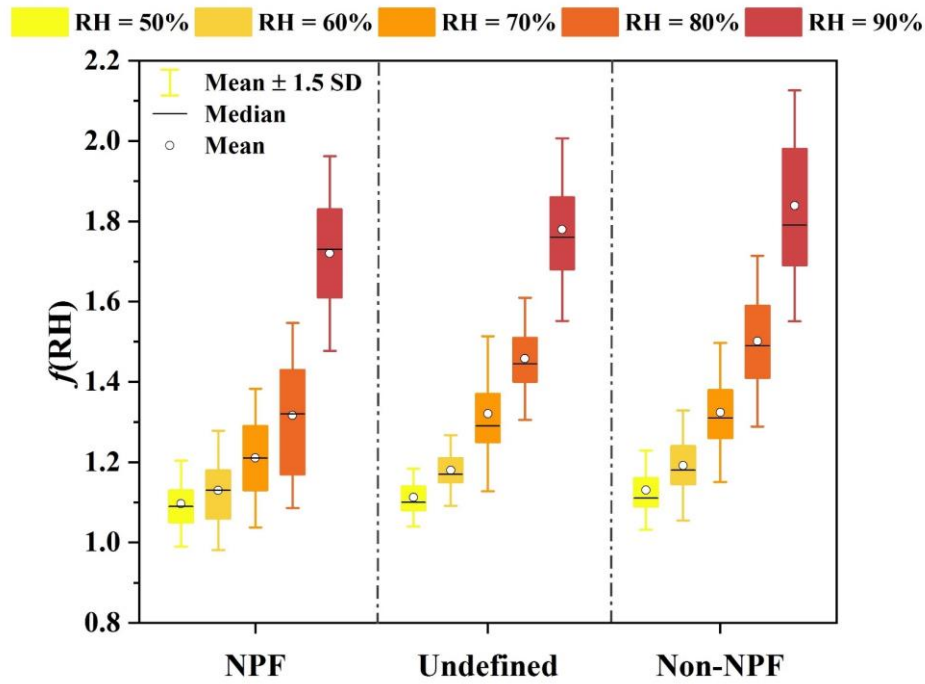 RH = 50% RH = 60% RH = 70% RH = 80% RH = 90%
2.2
2.0
1.8
1.6
1.4
1.2
1.0
0.8
f(RH)
Mean ± 1.5 SD
Median
Mean
NPF Undefined Non-NPF